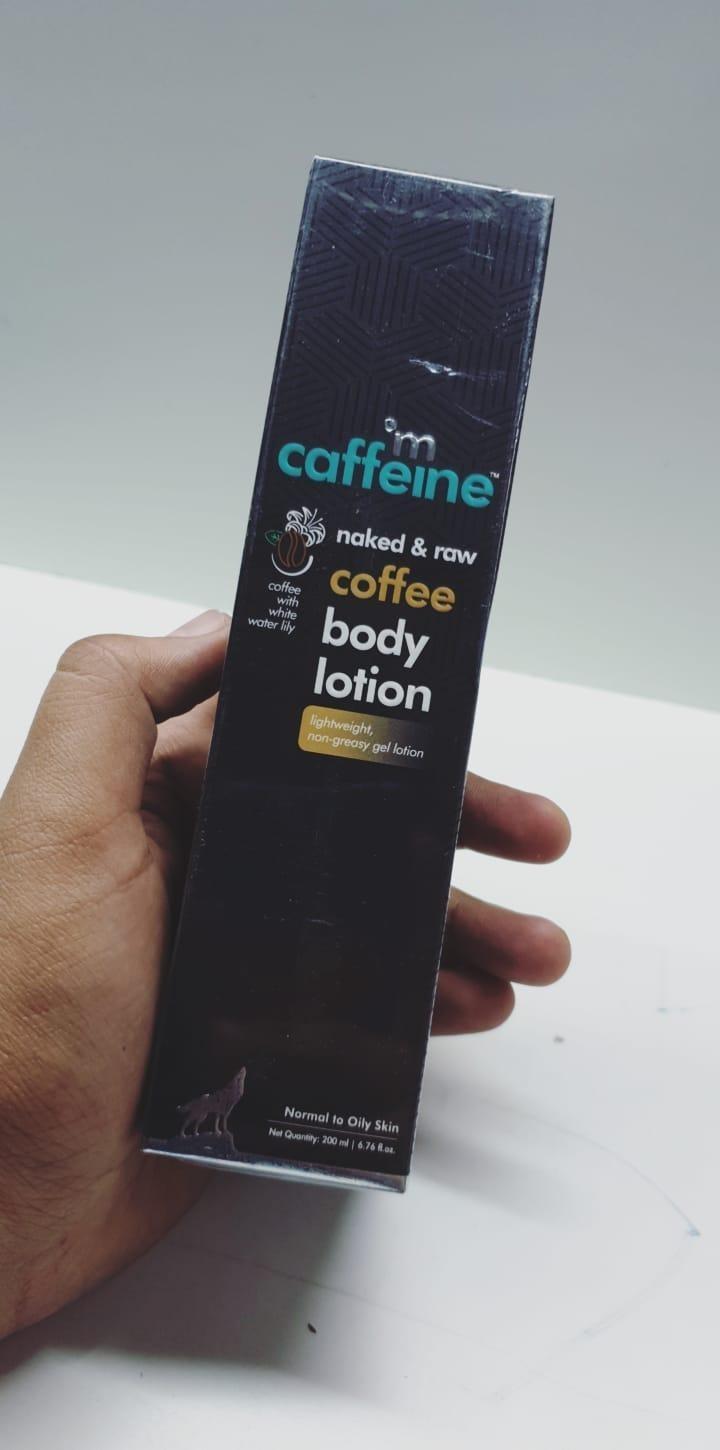 m
caffeine™
naked & raw
coffee
body
lotion
lightweight,
non-greasy gel lotion
coffee
with
white
water lily
Normal to Oily Skin
Net Quantity: 200 ml | 6.76 fl.oz.